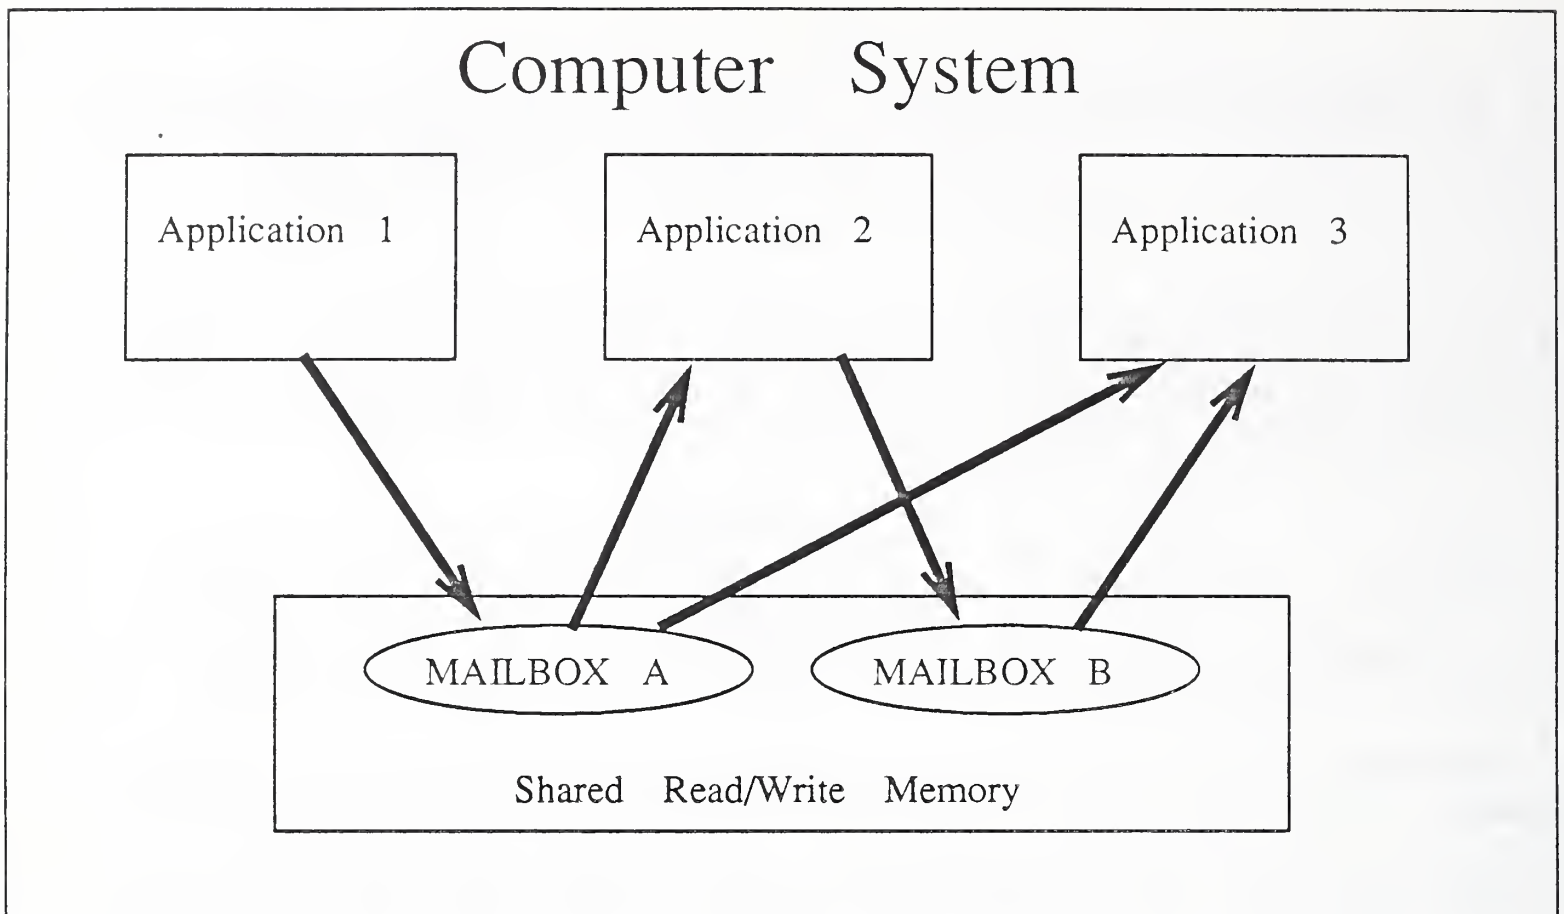 Computer System
Application 1
Application 2
Application 3
MAILBOX A
MAILBOX B
Shared Read/Write Memory